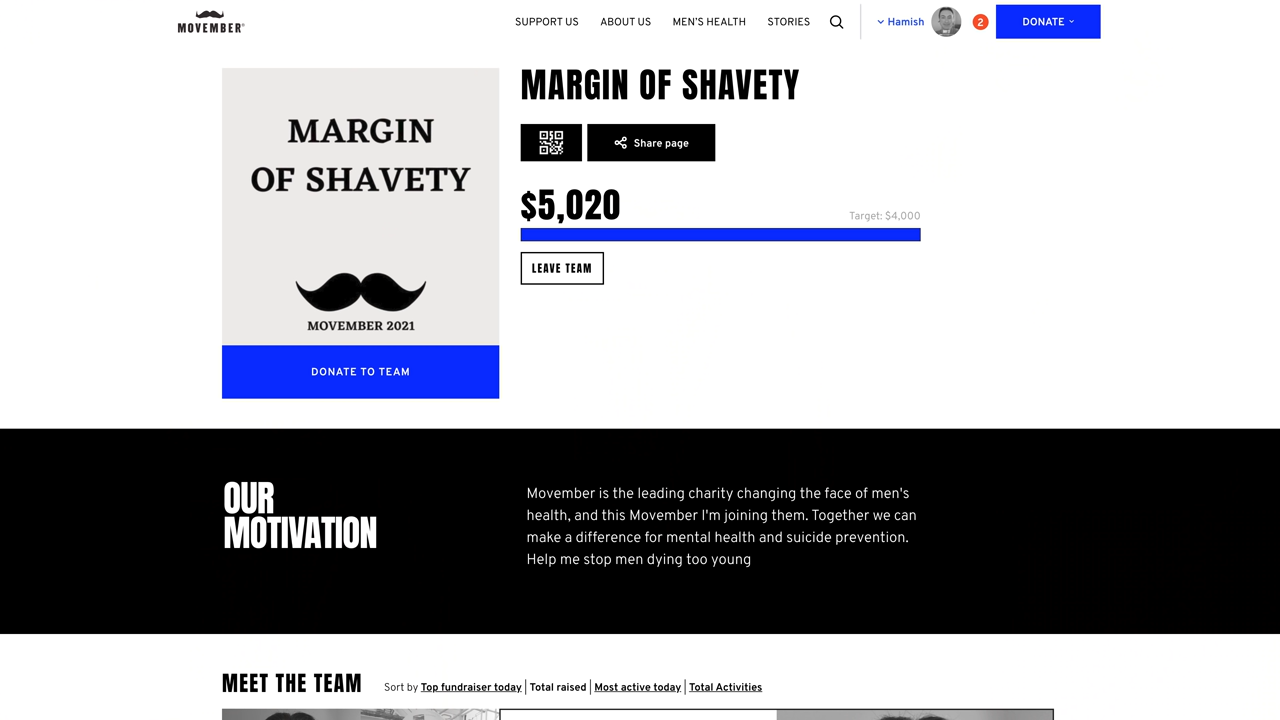 MOVEMBER®
SUPPORT US ABOUT US MEN'S HEALTH STORIES Hamish 2 DONATE
MARGIN
OF SHAVETY
MOVEMBER 2021
DONATE TO TEAM
MARGIN OF SHAVETY
Share page
$5,020
Target: $4,000
LEAVE TEAM
OUR
MOTIVATION
Movember is the leading charity changing the face of men's
health, and this Movember I'm joining them. Together we can
make a difference for mental health and suicide prevention.
Help me stop men dying too young
MEET THE TEAM
Sort by Top fundraiser today | Total raised | Most active today | Total Activities